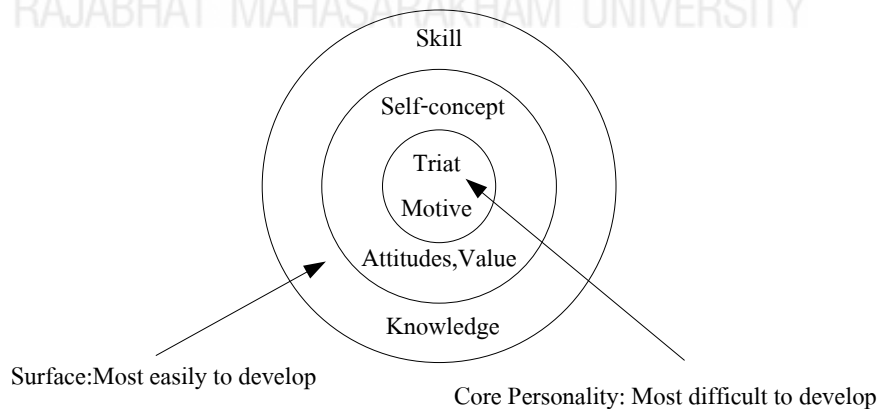 RAJABHAT MAHASARAKHAM UNIVERSITY
Skill
Self-concept
Triat
Motive
Attitudes,Value
Knowledge
Surface:Most easily to develop
Core Personality: Most difficult to develop